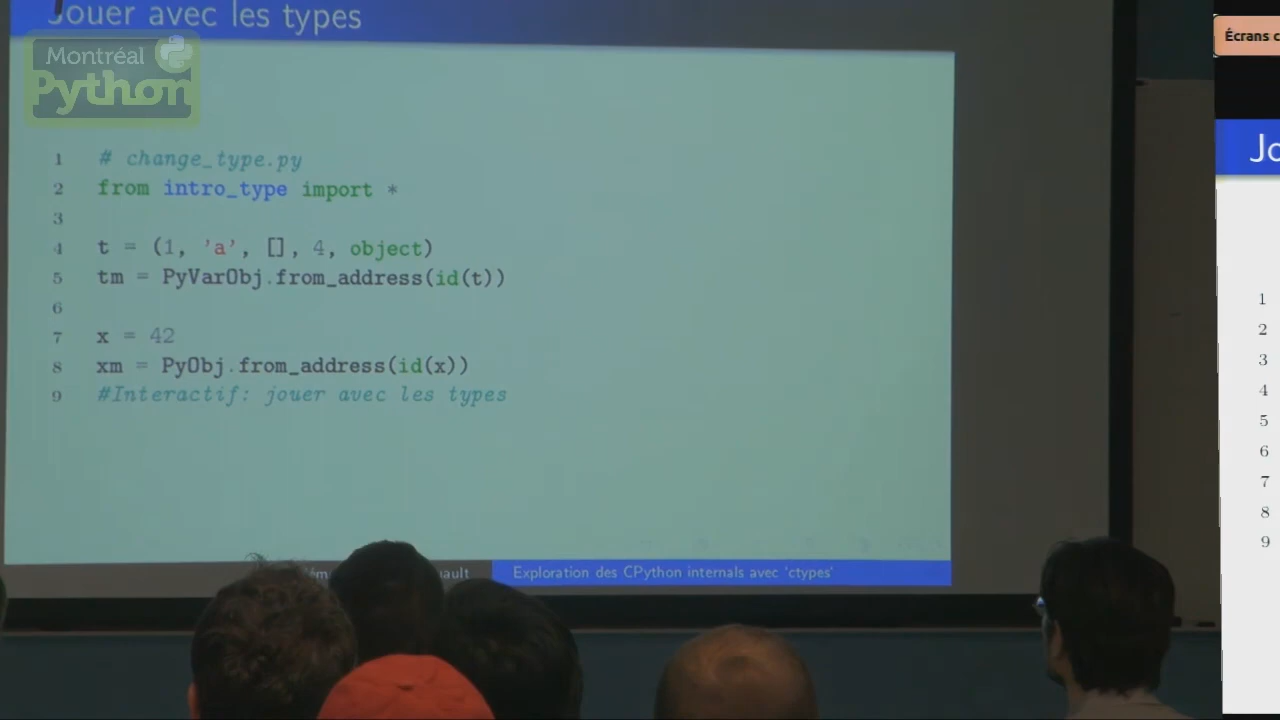 Jouer avec les types
Montréal
Python
1 # change_type.py
2 from intro_type import *
3
4 t = (1, 'a', [], 4, object)
5 tm = PyVarObj.from_address(id(t))
6
7 x = 42
8 xm = PyObj.from_address(id(x))
9 #Interactif: jouer avec les types
Exploration des CPython internals avec 'ctypes'
Écrans
Jo
1
2
3
4
5
6
7
8
9